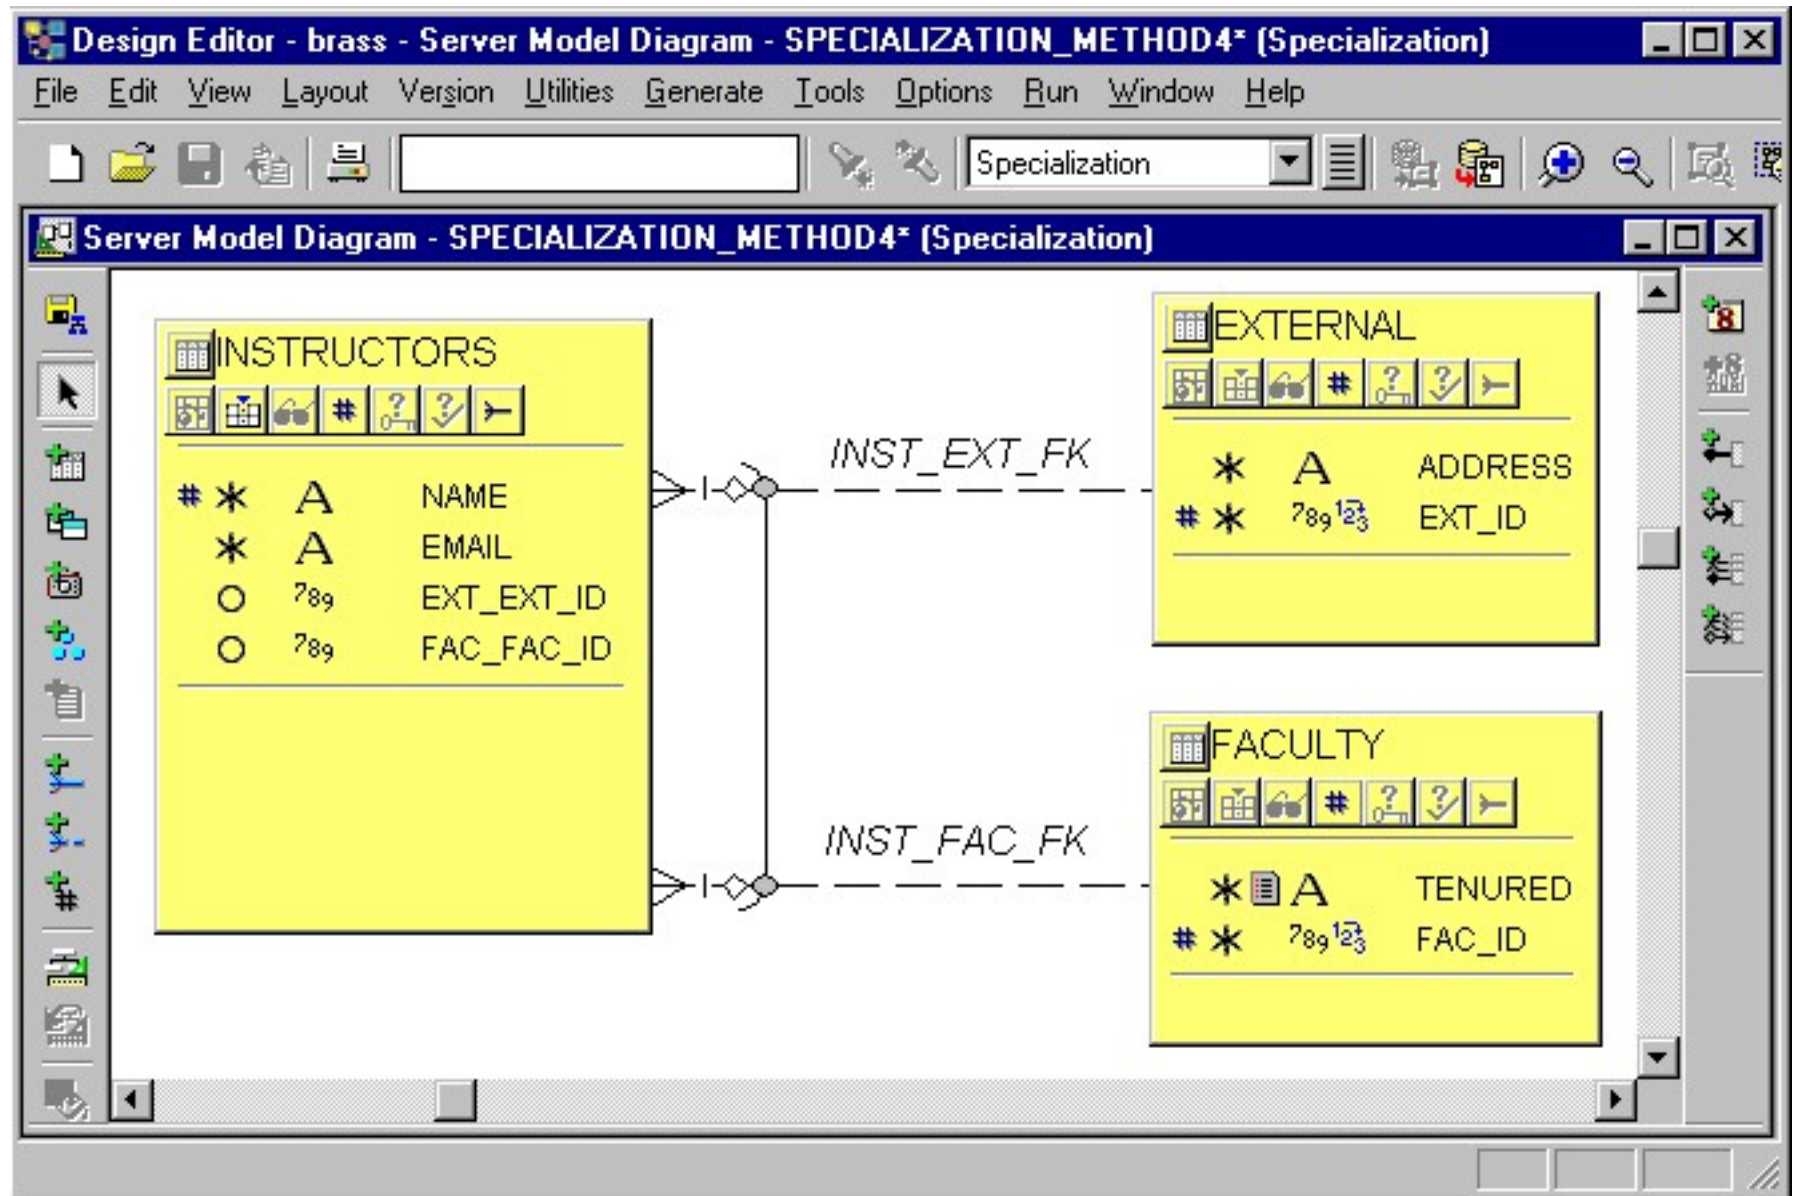 Design Editor - brass - Server Model Diagram - SPECIALIZATION_METHOD4* (Specialization)
File Edit View Layout Version Utilities Generate Tools Options Run Window Help
Specialization
Server Model Diagram - SPECIALIZATION_METHOD4* (Specialization)
INSTRUCTORS
# * A NAME
* A EMAIL
789 EXT_EXT_ID
789 FAC_FAC_ID
INST_EXT_FK
INST_FAC_FK
EXTERNAL
* A ADDRESS
# * 789 123 EXT_ID
FACULTY
* A TENURED
# * 789 123 FAC_ID